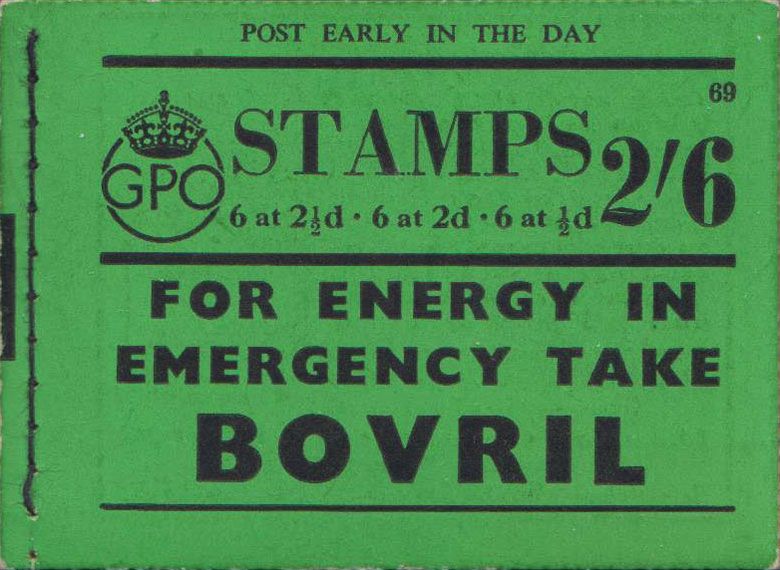 POST EARLY IN THE DAY
69
GPO
STAMPS 2/6
6 at 2½d · 6 at 2d · 6 at ½d
FOR ENERGY IN
EMERGENCY TAKE
BOVRIL